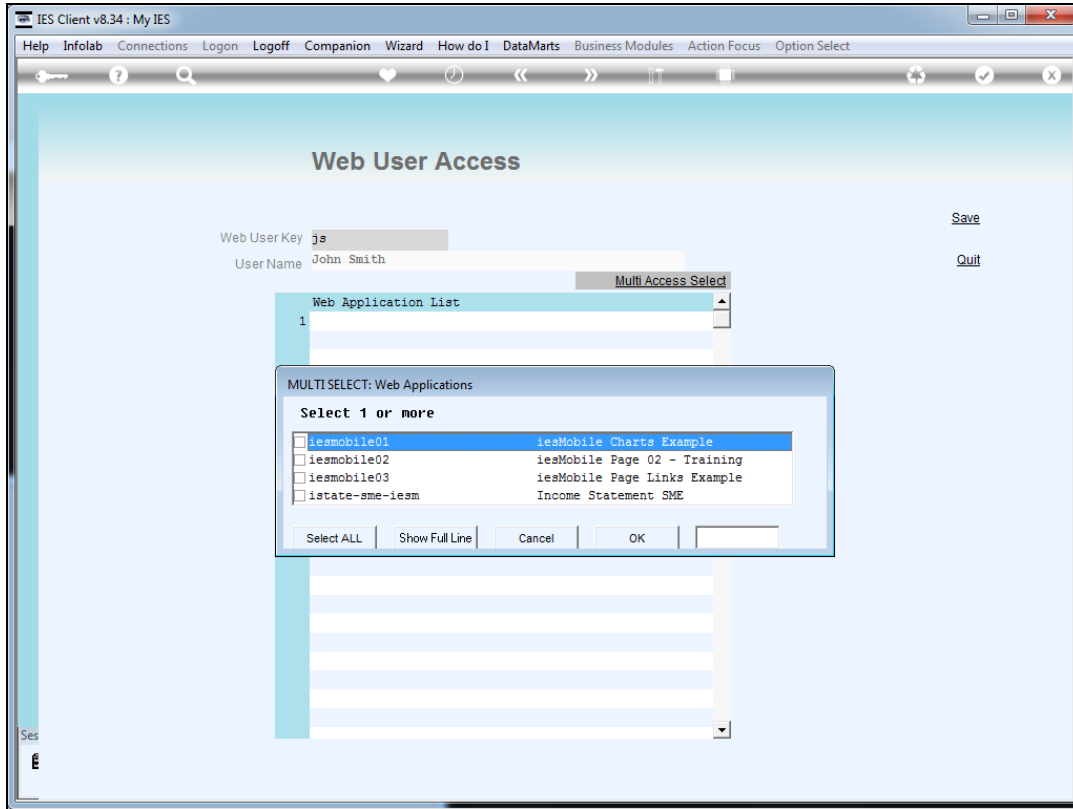 IES Client v8.34 : My IES
Help Infolab Connections Logon Logoff Companion Wizard How do I DataMarts Business Modules Action Focus Option Select
Web User Access
Save
Web User Key js
User Name John Smith
Quit
Multi Access Select
Web Application List
1
MULTI SELECT: Web Applications
Select 1 or more
iesmobile01 iesMobile Charts Example
iesmobile02 iesMobile Page 02 - Training
iesmobile03 iesMobile Page Links Example
istate-sme-iesm Income Statement SME
Select ALL Show Full Line Cancel OK
Ses